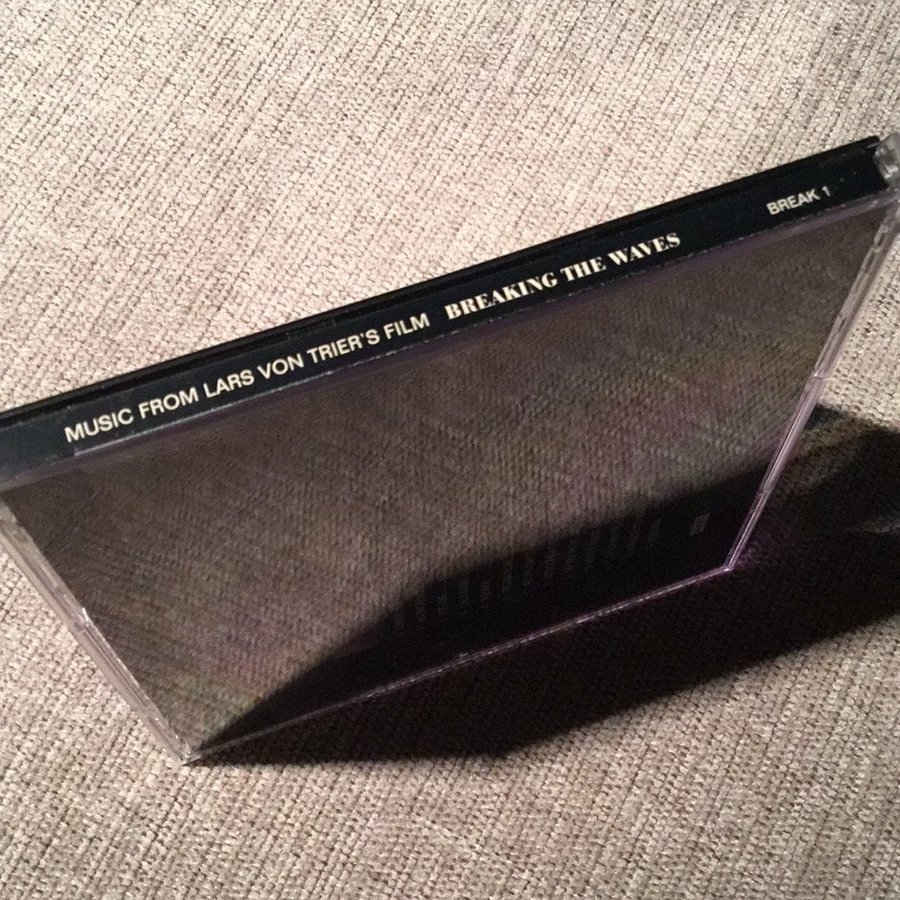 MUSIC FROM LARS VON TRIER'S FILM BREAKING THE WAVES BREAK 1